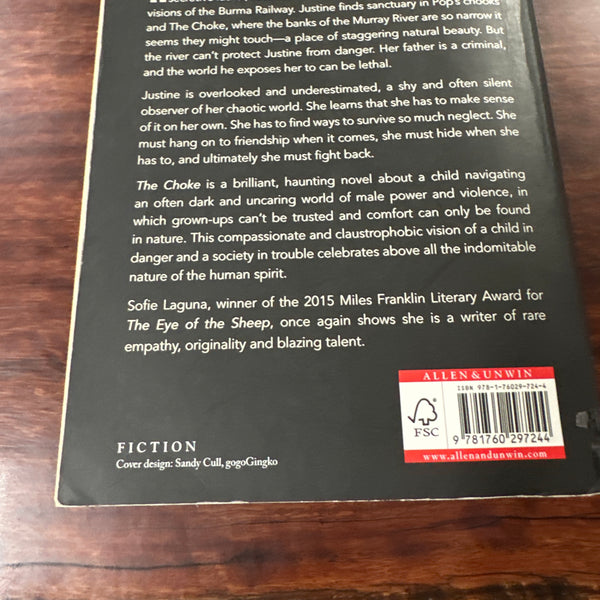 visions of the Burma Railway. Justine finds sanctuary in Pop's chooks
and The Choke, where the banks of the Murray River are so narrow it
seems they might touch—a place of staggering natural beauty. But
the river can't protect Justine from danger. Her father is a criminal,
and the world he exposes her to can be lethal.
Justine is overlooked and underestimated, a shy and often silent
observer of her chaotic world. She learns that she has to make sense
of it on her own. She has to find ways to survive so much neglect. She
must hang on to friendship when it comes, she must hide when she
has to, and ultimately she must fight back.
The Choke is a brilliant, haunting novel about a child navigating
an often dark and uncaring world of male power and violence, in
which grown-ups can't be trusted and comfort can only be found
in nature. This compassionate and claustrophobic vision of a child in
danger and a society in trouble celebrates above all the indomitable
nature of the human spirit.
Sofie Laguna, winner of the 2015 Miles Franklin Literary Award for
The Eye of the Sheep, once again shows she is a writer of rare
empathy, originality and blazing talent.
ALLEN & UNWIN
ISBN 978-1-76029-724-4
FSC
9 781760 297244
www.allenandunwin.com
FICTION
Cover design: Sandy Cull, gogoGingko